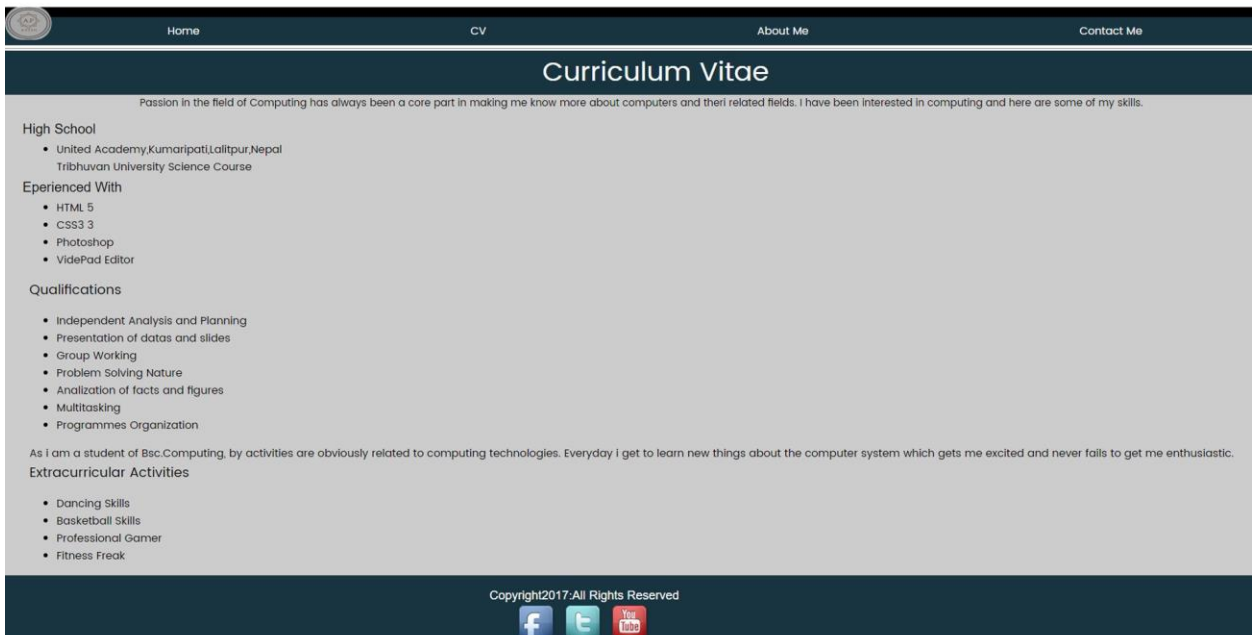 Home
CV
About Me
Contact Me
Curriculum Vitae
Passion in the field of Computing has always been a core part in making me know more about computers and theri related fields. I have been interested in computing and here are some of my skills.
High School
United Academy,Kumaripati,Lalitpur,Nepal
Tribhuvan University Science Course
Eperienced With
HTML 5
CSS3 3
Photoshop
VidePad Editor
Qualifications
Independent Analysis and Planning
Presentation of datas and slides
Group Working
Problem Solving Nature
Analization of facts and figures
Multitasking
Programmes Organization
As i am a student of Bsc.Computing, by activities are obviously related to computing technologies. Everyday i get to learn new things about the computer system which gets me excited and never fails to get me enthusiastic.
Extracurricular Activities
Dancing Skills
Basketball Skills
Professional Gamer
Fitness Freak
Copyright2017:All Rights Reserved
You
Tube